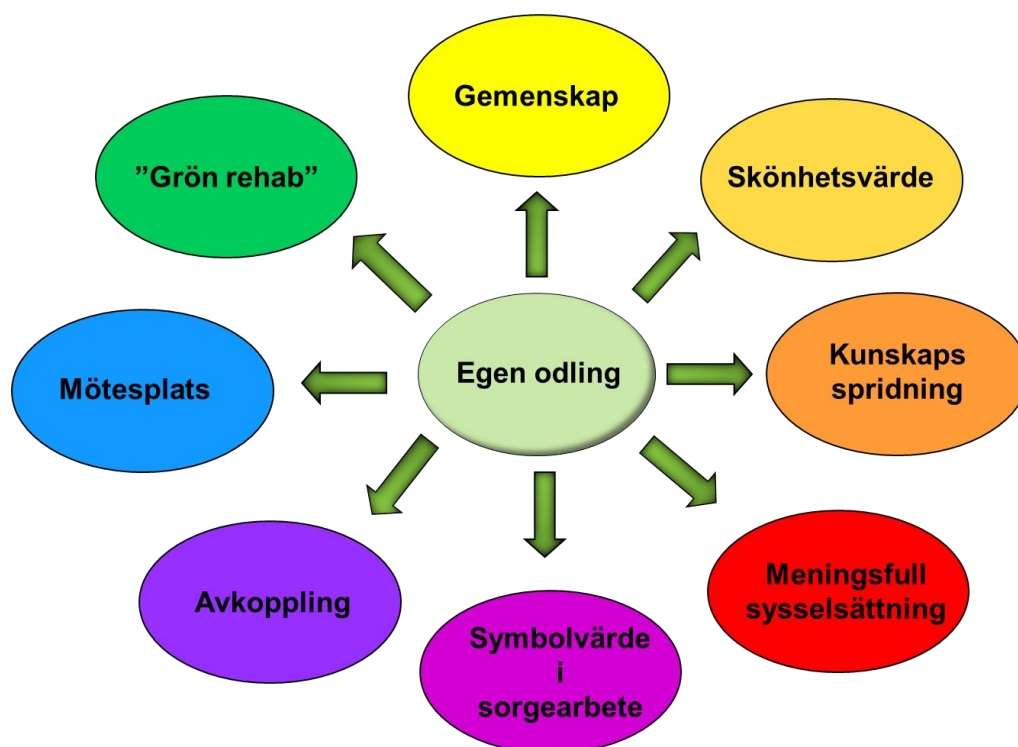 Gemenskap
”Grön rehab”
Skönhetsvärde
Egen odling
Mötesplats
Kunskaps
spridning
Avkoppling
Meningsfull
sysselsättning
Symbolvärde
i
sorgearbete